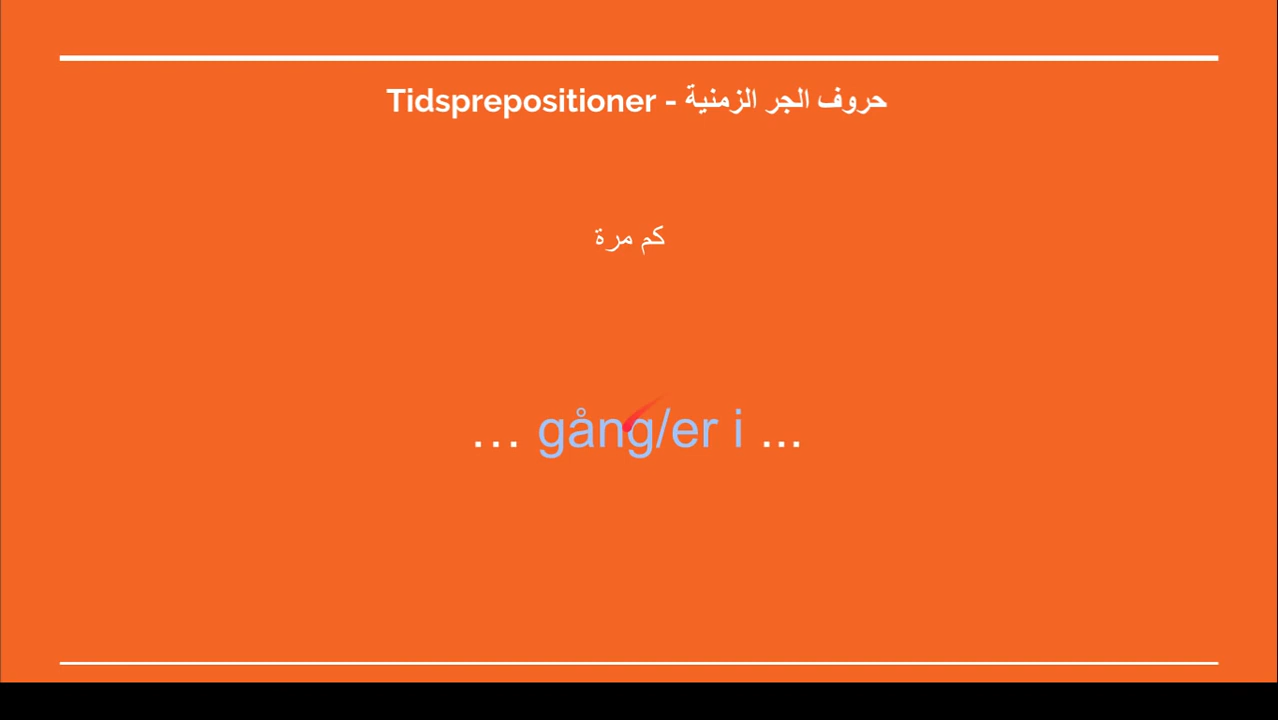 Tidsprepositioner - حروف الجر الزمنية
كم مرة
... gång/er i ...